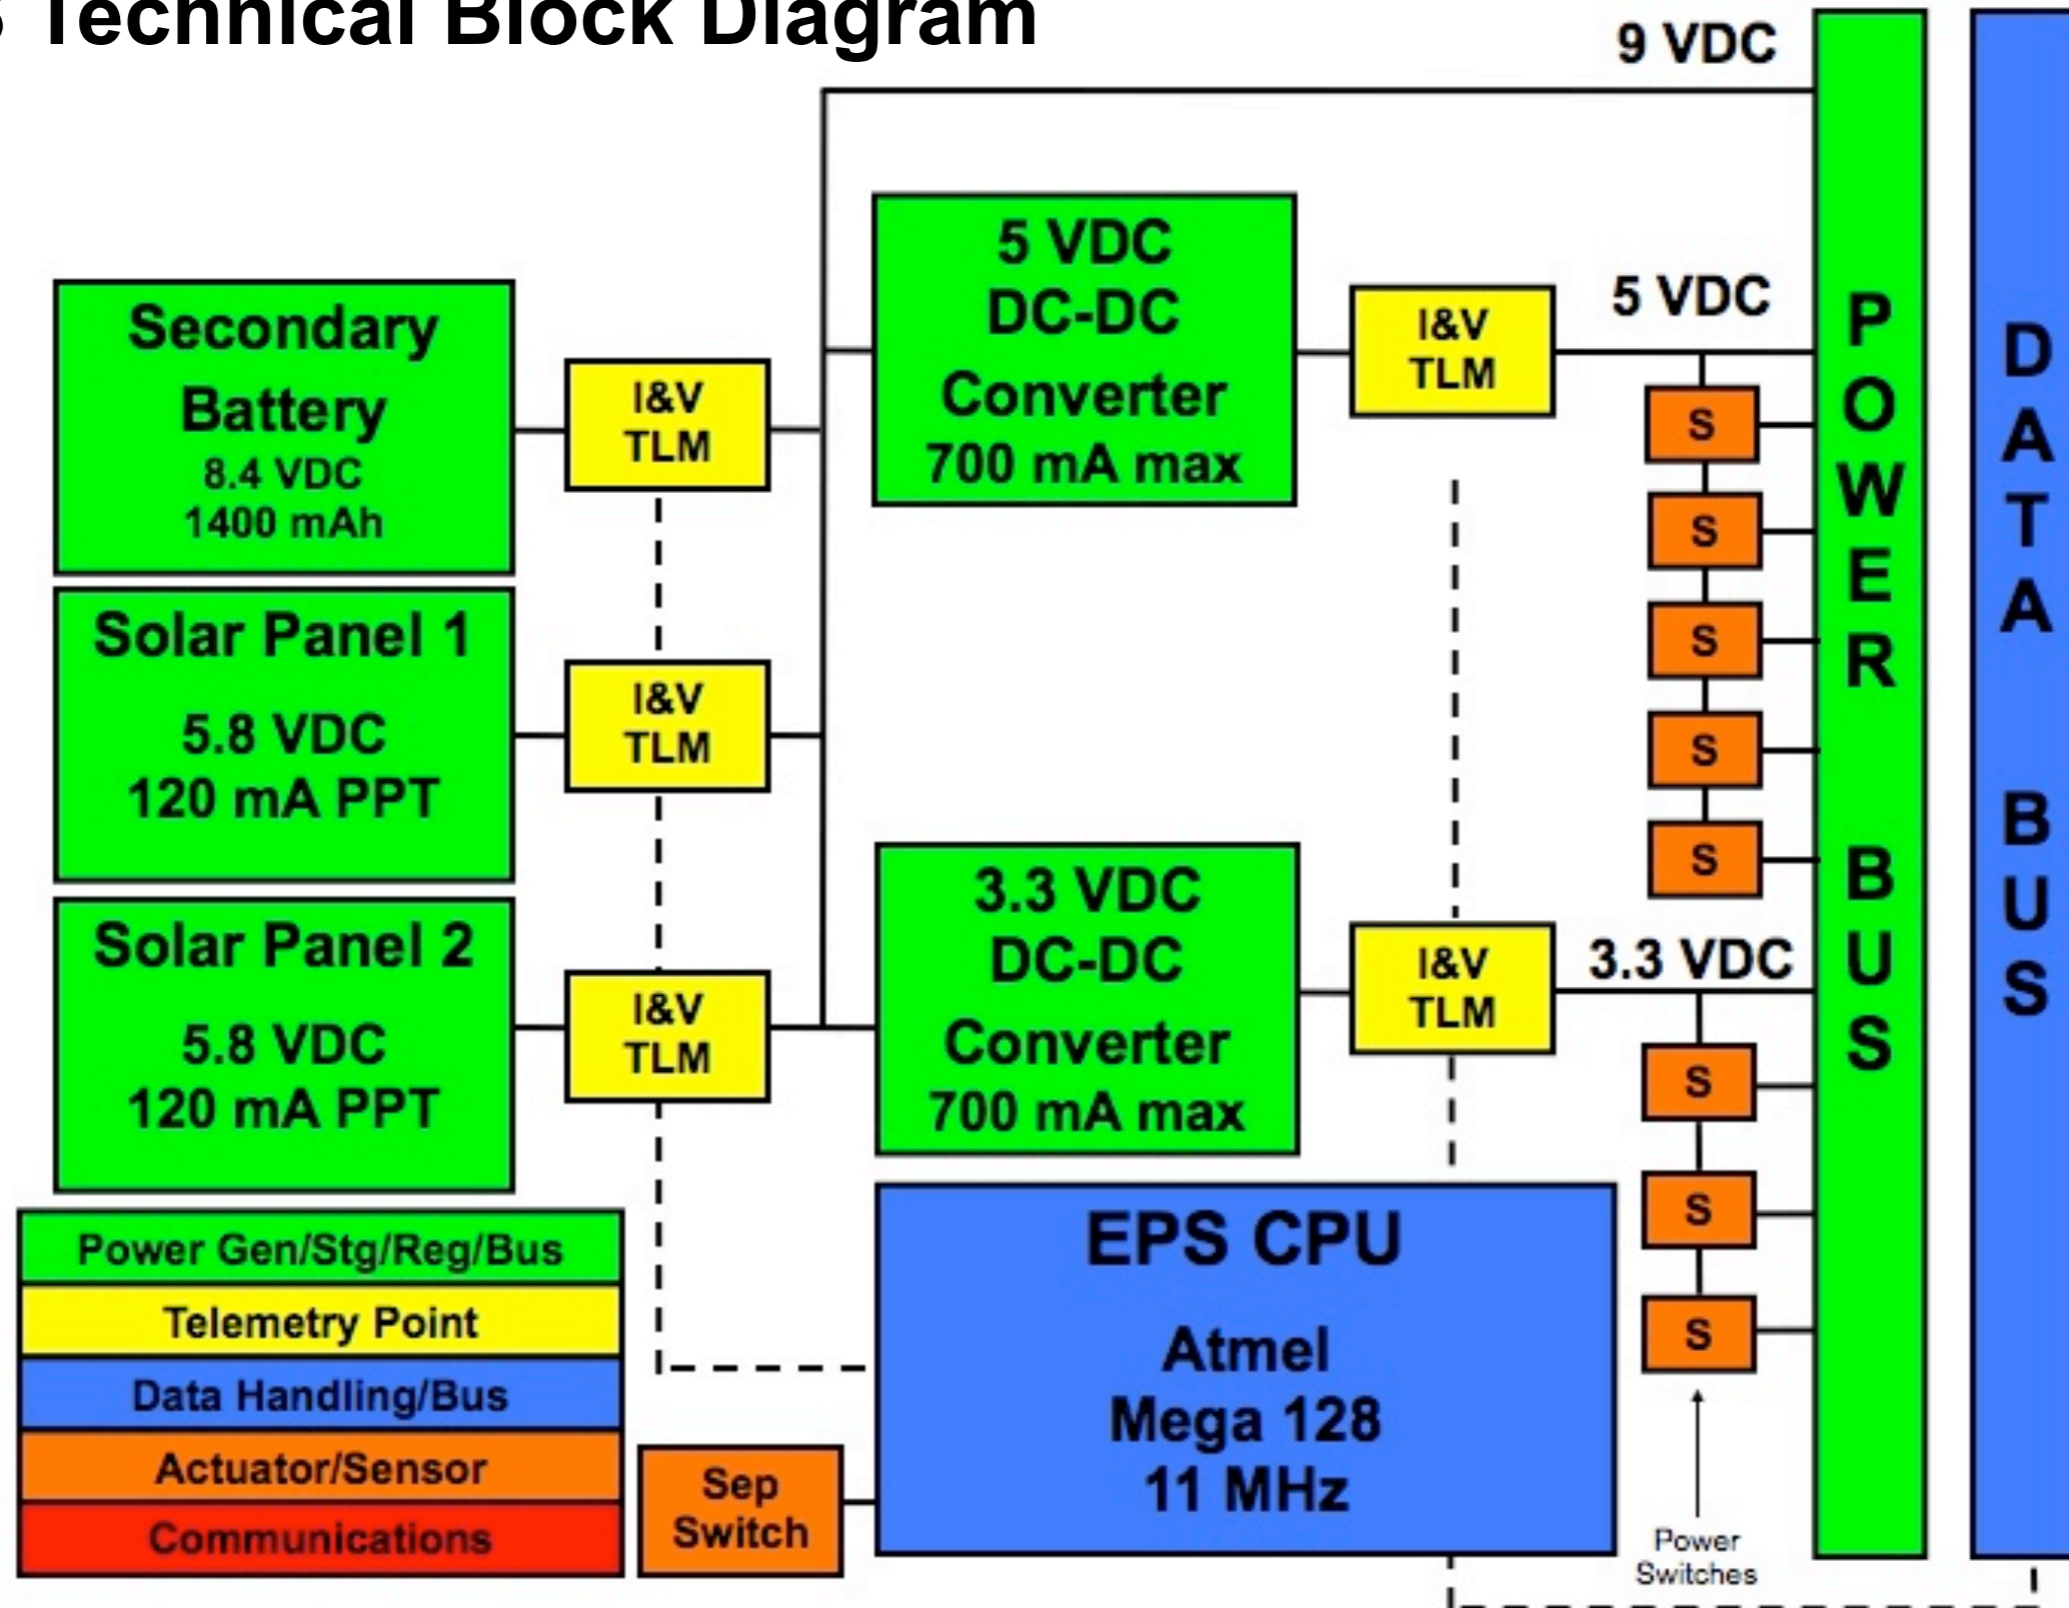 Technical Block Diagram
9 VDC
5 VDC
DC-DC
Converter
700 mA max
I&V
TLM
5 VDC
Secondary
Battery
8.4 VDC
1400 mAh
I&V
TLM
S
S
S
S
S
Solar Panel 1
5.8 VDC
120 mA PPT
I&V
TLM
3.3 VDC
DC-DC
Converter
700 mA max
I&V
TLM
3.3 VDC
Solar Panel 2
5.8 VDC
120 mA PPT
I&V
TLM
S
S
S
Power
Switches
EPS CPU
Atmel
Mega 128
11 MHz
Sep
Switch
Power Gen/Stg/Reg/Bus
Telemetry Point
Data Handling/Bus
Actuator/Sensor
Communications
POWER BUS
DATA BUS